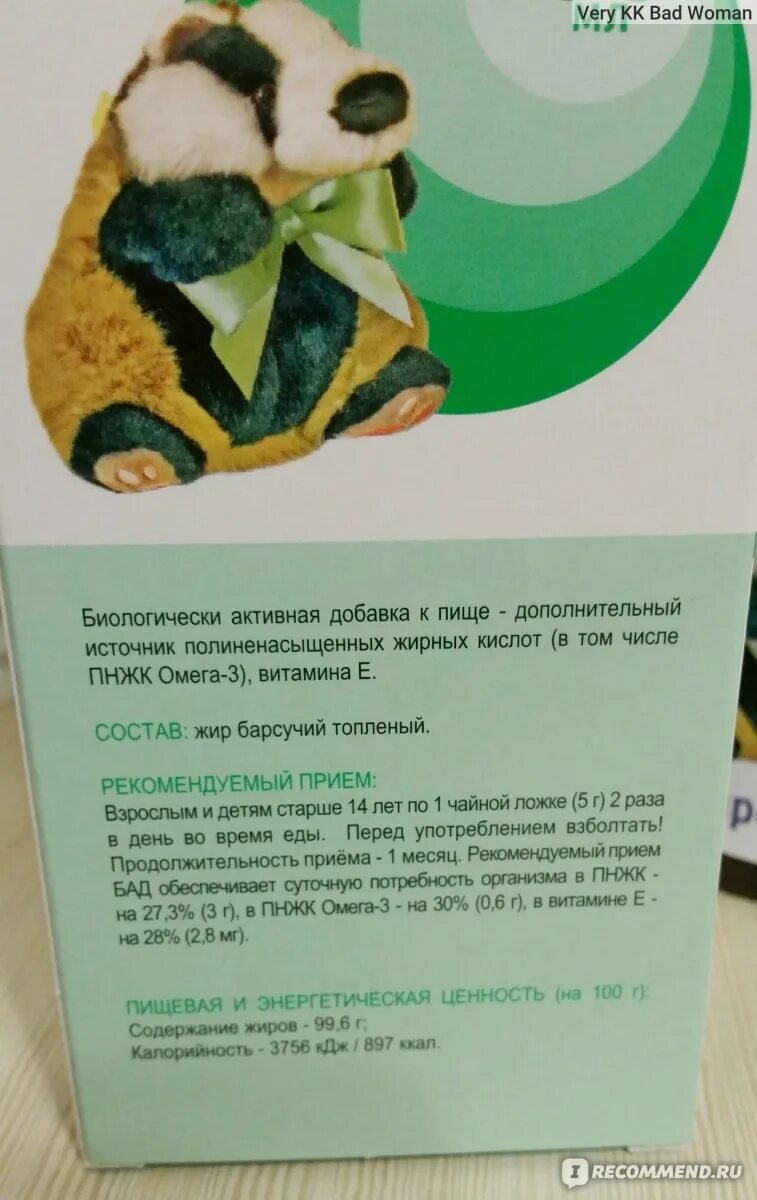 Very KK Bad Woman
МЛ
Биологически активная добавка к пище - дополнительный
источник полиненасыщенных жирных кислот (в том числе
ПНЖК Омега-3), витамина Е.
СОСТАВ: жир барсучий топленый.
РЕКОМЕНДУЕМЫЙ ПРИЕМ:
Взрослым и детям старше 14 лет по 1 чайной ложке (5 г) 2 раза
в день во время еды. Перед употреблением взболтать!
Продолжительность приёма - 1 месяц. Рекомендуемый прием
БАД обеспечивает суточную потребность организма в ПНЖК -
на 27,3% (3 г), в ПНЖК Омега-3 - на 30% (0,6 г), в витамине Е -
на 28% (2,8 мг).
ПИЩЕВАЯ И ЭНЕРГЕТИЧЕСКАЯ ЦЕННОСТЬ (на 100 г):
Содержание жиров - 99,6 г;
Калорийность - 3756 кДж / 897 ккал.
IRECOMMEND.RU